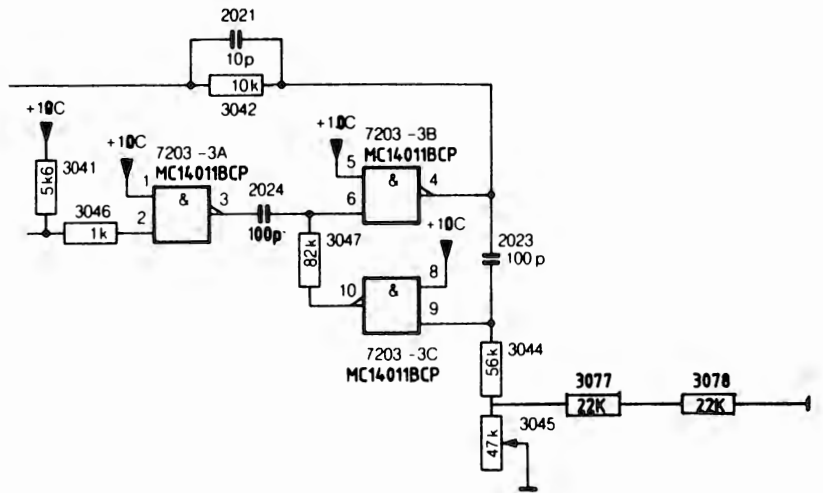 2021
10p
10k
3042
+10C
3041
5k6
3046
1k
+10C
7203 -3A
MC14011BCP
1
2
&
3
2024
100p
3047
82k
+10C
7203 -3B
MC14011BCP
5
6
&
4
+10C
8
10
&
9
7203 -3C
MC14011BCP
2023
100p
56k
3044
3077
22K
3078
22K
47k
3045